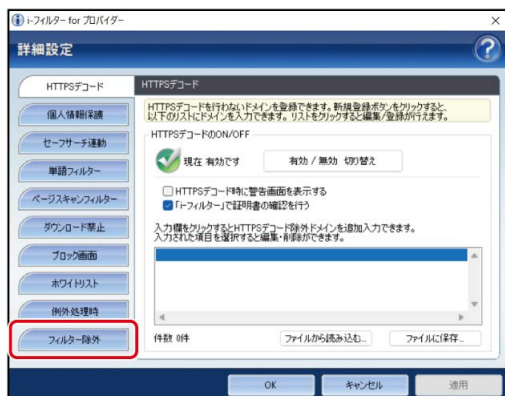 i-フィルター for プロバイダー
詳細設定
HTTPSデコード
個人情報保護
セーフサーチ連動
単語フィルター
ページスキャンフィルター
ダウンロード禁止
ブロック画面
ホワイトリスト
例外処理時
フィルター除外
HTTPSデコード
HTTPSデコードを行わないドメインを登録できます。新規登録ボタンをクリックすると、
以下のリストにドメインを入力できます。リストをクリックすると編集/登録が行えます。
HTTPSデコードのON/OFF
現在 有効です
有効 / 無効 切り替え
HTTPSデコード時に警告画面を表示する
「i-フィルター」で証明書の確認を行う
入力欄をクリックするとHTTPSデコード除外ドメインを追加入力できます。
入力された項目を選択すると編集・削除ができます。
件数 0件
ファイルから読み込む...
ファイルに保存...
OK
キャンセル
適用